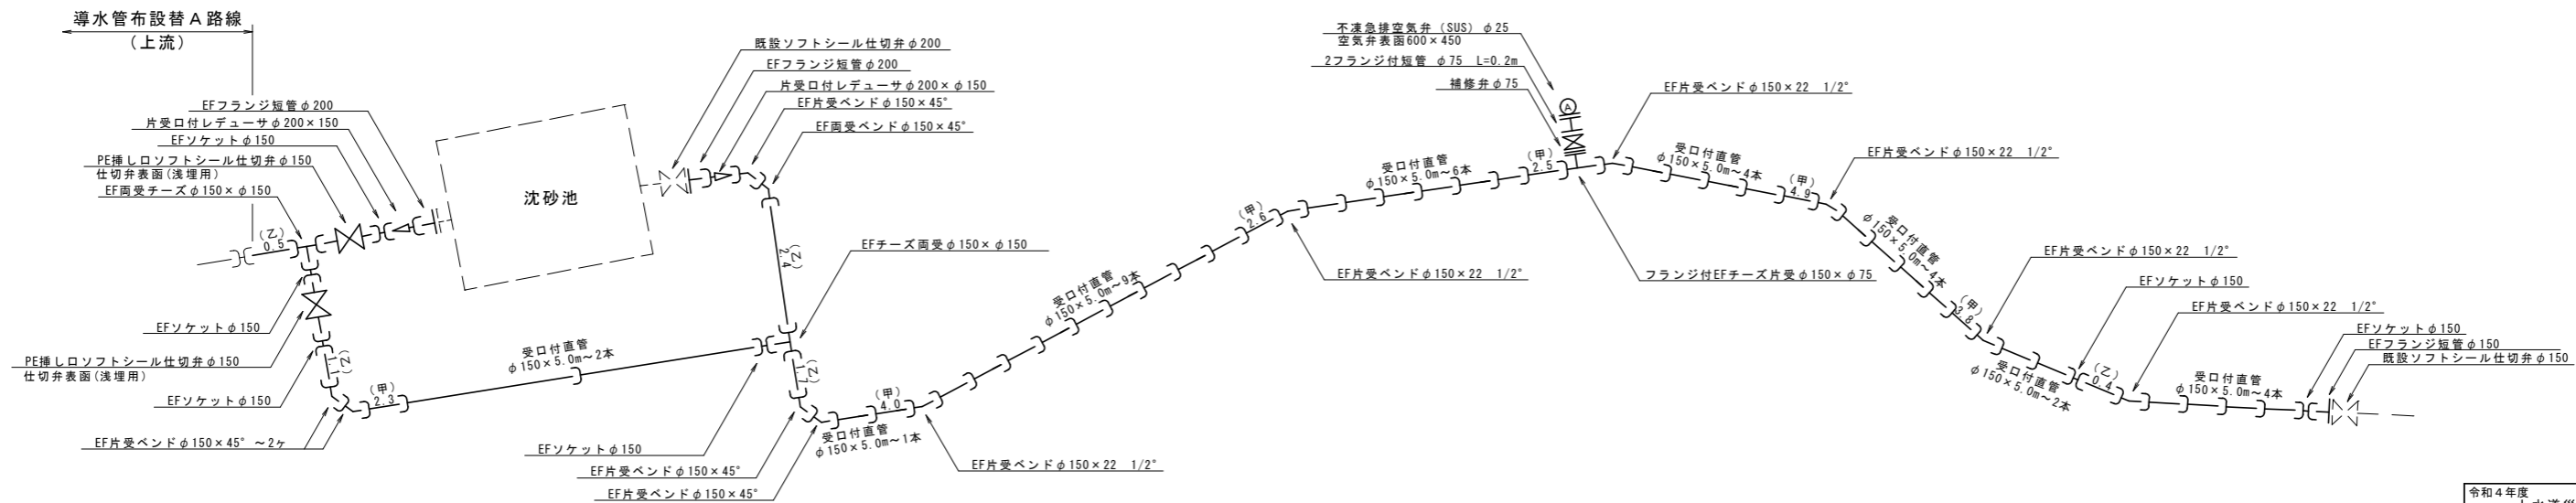 導水管布設替Ａ路線
(上流)
EFフランジ短管φ200
片受口付レデューサφ200×150
EFソケットφ150
PE挿し口ソフトシール仕切弁φ150
仕切弁表函(浅埋用)
EF両受チーズφ150×φ150
(乙)
0.5
EFソケットφ150
PE挿し口ソフトシール仕切弁φ150
仕切弁表函(浅埋用)
(乙)
1.1
EFソケットφ150
EF片受ベンドφ150×45° ～2ヶ
(甲)
2.3
沈砂池
既設ソフトシール仕切弁φ200
EFフランジ短管φ200
片受口付レデューサφ200×φ150
EF片受ベンドφ150×45°
EF両受ベンドφ150×45°
(乙)
2.4
EFチーズ両受φ150×φ150
受口付直管
φ150×5.0m～2本
(乙)
1.7
EFソケットφ150
EF片受ベンドφ150×45°
EF片受ベンドφ150×45°
(甲)
4.0
受口付直管
φ150×5.0m～1本
EF片受ベンドφ150×22 1/2°
受口付直管
φ150×5.0m～9本
(甲)
2.6
EF片受ベンドφ150×22 1/2°
受口付直管
φ150×5.0m～6本
(甲)
2.5
不凍急排空気弁(SUS)φ25
空気弁表函600×450
2フランジ付短管 φ75 L=0.2m
補修弁φ75
A
フランジ付EFチーズ片受φ150×φ75
EF片受ベンドφ150×22 1/2°
受口付直管
φ150×5.0m～4本
(甲)
4.9
EF片受ベンドφ150×22 1/2°
受口付直管
φ150×5.0m～4本
(甲)
3.8
EF片受ベンドφ150×22 1/2°
受口付直管
φ150×5.0m～2本
EFソケットφ150
(乙)
0.4
EF片受ベンドφ150×22 1/2°
受口付直管
φ150×5.0m～4本
EFソケットφ150
EFフランジ短管φ150
既設ソフトシール仕切弁φ150
令和4年度